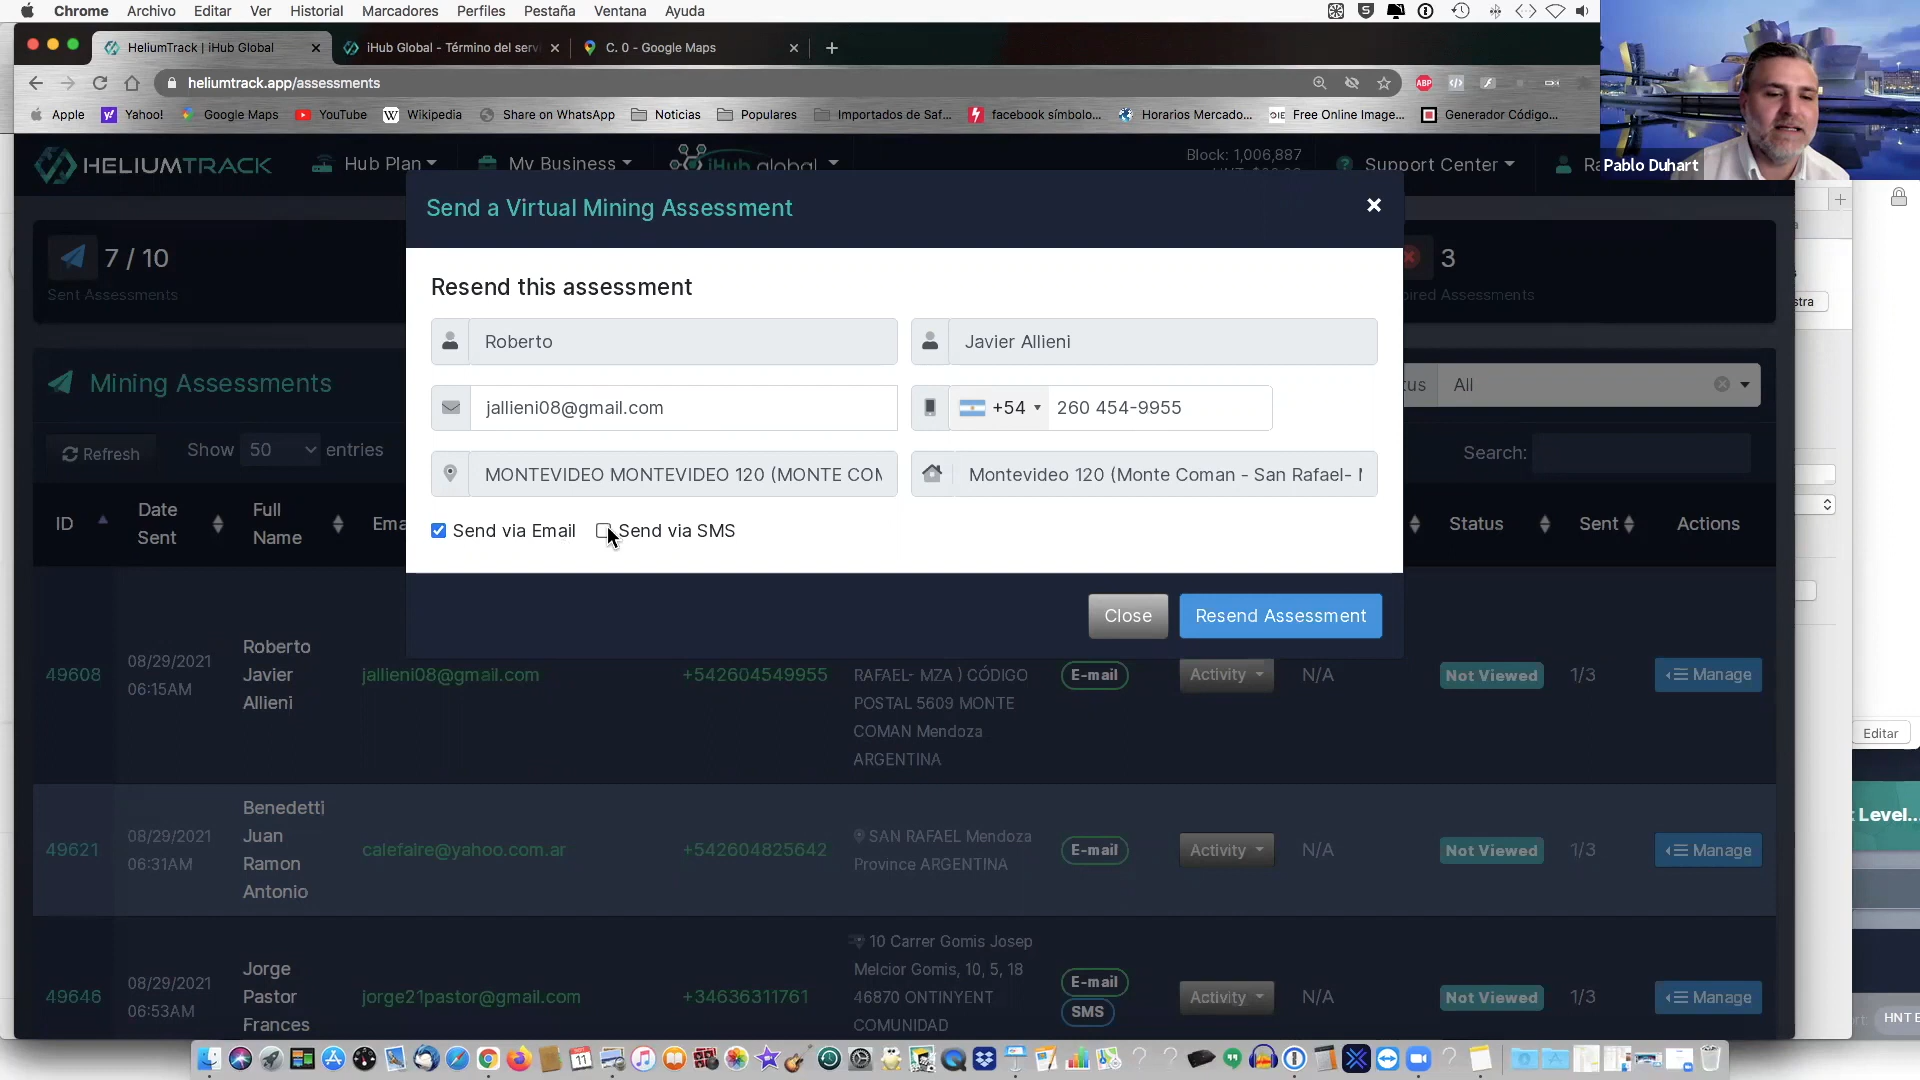 Chrome Archivo Editar Ver Historial Marcadores Perfiles Pestaña Ventana Ayuda
HeliumTrack | iHub Global
iHub Global - Término del servi
C. 0 - Google Maps
heliumtrack.app/assessments
ABP
Apple Yahoo! Google Maps YouTube Wikipedia Share on WhatsApp Noticias Populares Importados de Saf... facebook símbolo... Horarios Mercado... Free Online Image... Generador Código...
Pablo Duhart
HELIUMTRACK Hub Plan My Business iHub global Block: 1,006,887 Support Center
Send a Virtual Mining Assessment
7 / 10
Sent Assessments
3
ired Assessments
stra
Resend this assessment
Roberto
Javier Allieni
jallieni08@gmail.com
+54 260 454-9955
MONTEVIDEO MONTEVIDEO 120 (MONTE COM
Montevideo 120 (Monte Coman - San Rafael- M
Send via Email Send via SMS
Close Resend Assessment
Mining Assessments
tus All
Refresh Show 50 entries
Search:
ID Date Sent Full Name Ema Status Sent Actions
49608
08/29/2021
06:15AM
Roberto
Javier
Allieni
jallieni08@gmail.com
+542604549955
RAFAEL- MZA ) CÓDIGO
POSTAL 5609 MONTE
COMAN Mendoza
ARGENTINA
E-mail
Activity
N/A
Not Viewed
1/3
Manage
Editar
49621
08/29/2021
06:31AM
Benedetti
Juan
Ramon
Antonio
calefaire@yahoo.com.ar
+542604825642
SAN RAFAEL Mendoza
Province ARGENTINA
E-mail
Activity
N/A
Not Viewed
1/3
Manage
Level...
49646
08/29/2021
06:53AM
Jorge
Pastor
Frances
jorge21pastor@gmail.com
+34636311761
10 Carrer Gomis Josep
Melcior Gomis, 10, 5, 18
46870 ONTINYENT
COMUNIDAD
E-mail
SMS
Activity
N/A
Not Viewed
1/3
Manage
HNT E